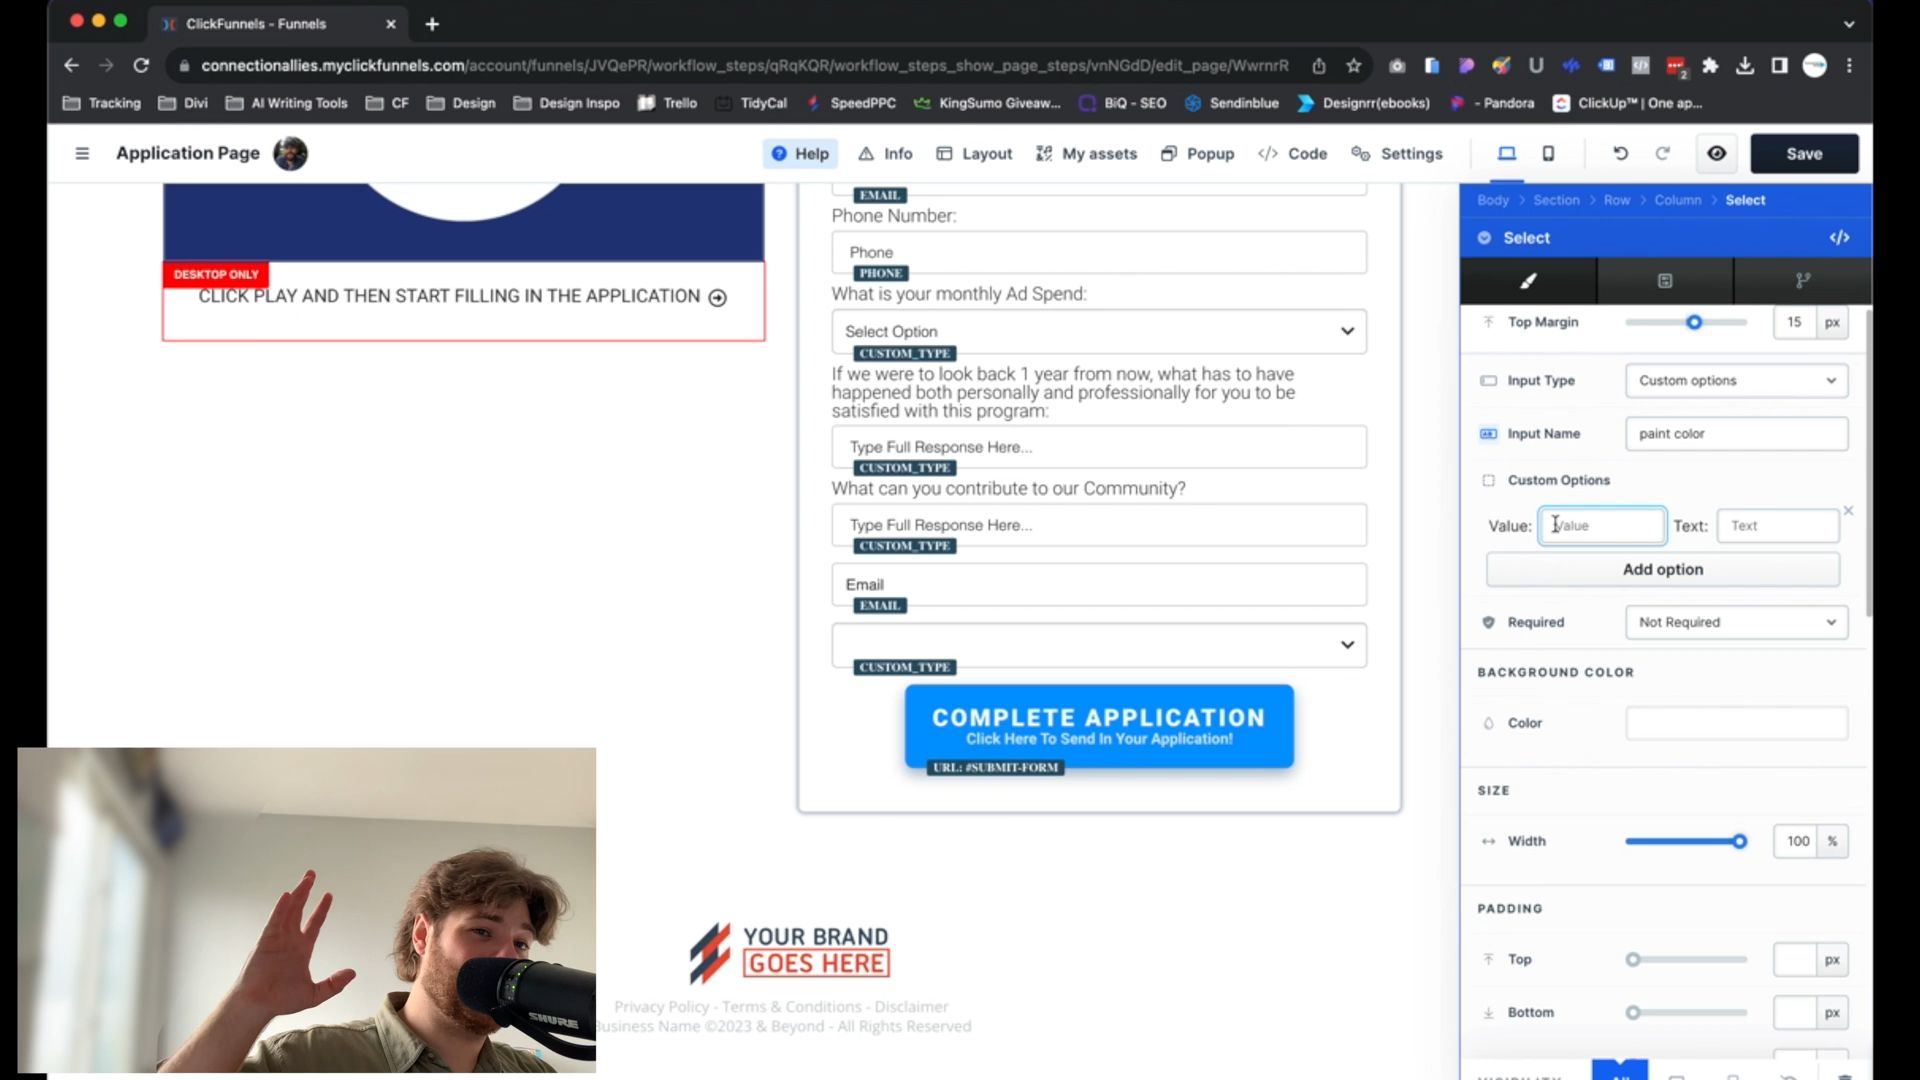 ClickFunnels - Funnels
connectionallies.myclickfunnels.com/account/funnels/JVQePR/workflow_steps/qRqKQR/workflow_steps_show_page_steps/vnNGdD/edit_page/WwrnrR
Tracking Divi AI Writing Tools CF Design Design Inspo Trello TidyCal SpeedPPC KingSumo Giveaw... BiQ - SEO Sendinblue Designrr(ebooks) - Pandora ClickUp™ | One ap...
Application Page Help Info Layout My assets Popup </> Code Settings Save
Body > Section > Row > Column > Select
Select </>
EMAIL
Phone Number:
Phone
PHONE
DESKTOP ONLY
CLICK PLAY AND THEN START FILLING IN THE APPLICATION
What is your monthly Ad Spend:
Select Option
CUSTOM_TYPE
If we were to look back 1 year from now, what has to have
happened both personally and professionally for you to be
satisfied with this program:
Type Full Response Here...
CUSTOM_TYPE
What can you contribute to our Community?
Type Full Response Here...
CUSTOM_TYPE
Email
EMAIL
CUSTOM_TYPE
COMPLETE APPLICATION
Click Here To Send In Your Application!
URL: #SUBMIT-FORM
Top Margin 15 px
Input Type Custom options
Input Name paint color
Custom Options
Value: Value Text: Text
Add option
Required Not Required
BACKGROUND COLOR
Color
SIZE
Width 100 %
PADDING
Top px
Bottom px
YOUR BRAND
GOES HERE
Privacy Policy - Terms & Conditions - Disclaimer
Business Name ©2023 & Beyond - All Rights Reserved
SHURE